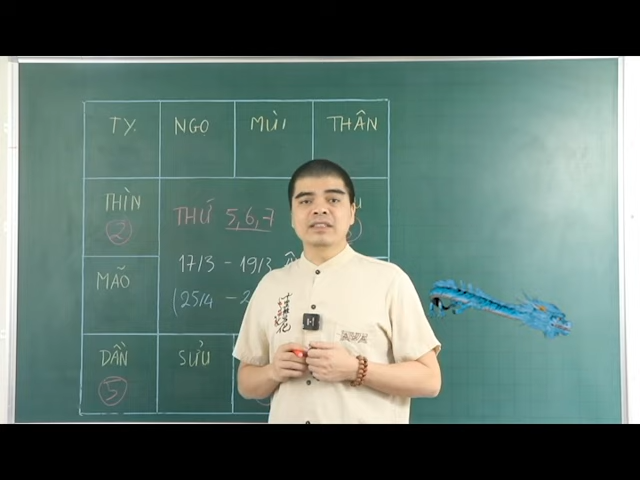 TỴ NGỌ MÙI THÂN
THÌN
2
THỨ 5,6,7
17/3 - 19/3
MÃO
(25/4 -
DẦN SỬU
5